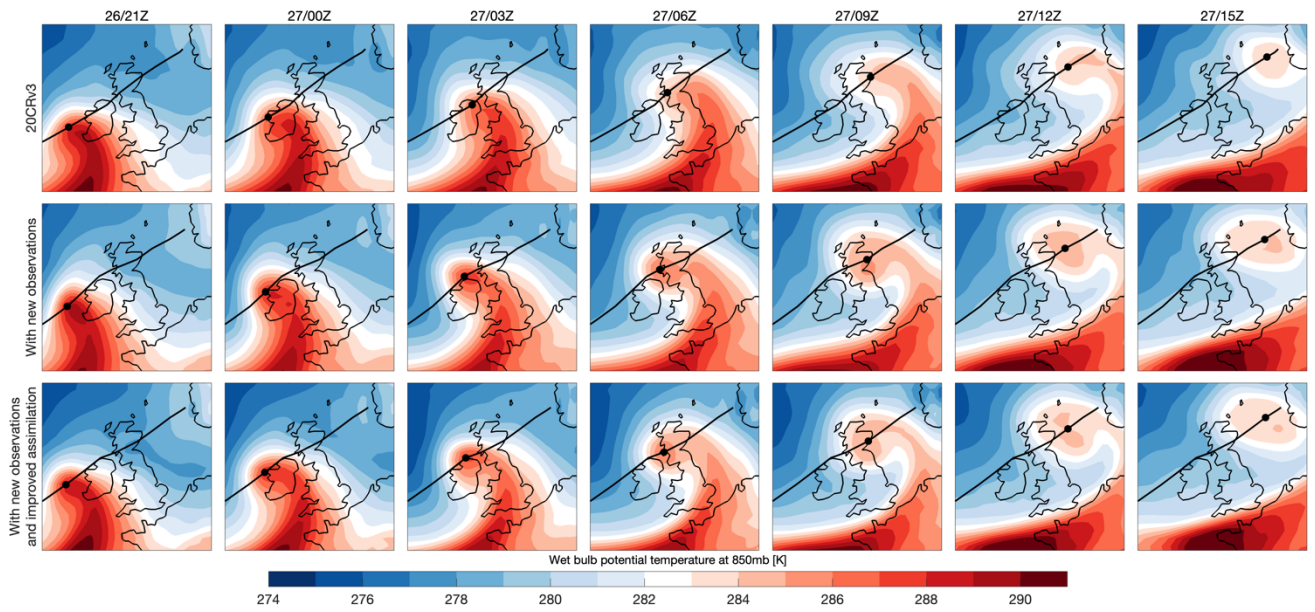 26/21Z 27/00Z 27/03Z 27/06Z 27/09Z 27/12Z 27/15Z
20CRv3
With new observations
With new observations
and improved assimilation
Wet bulb potential temperature at 850mb [K]
274 276 278 280 282 284 286 288 290